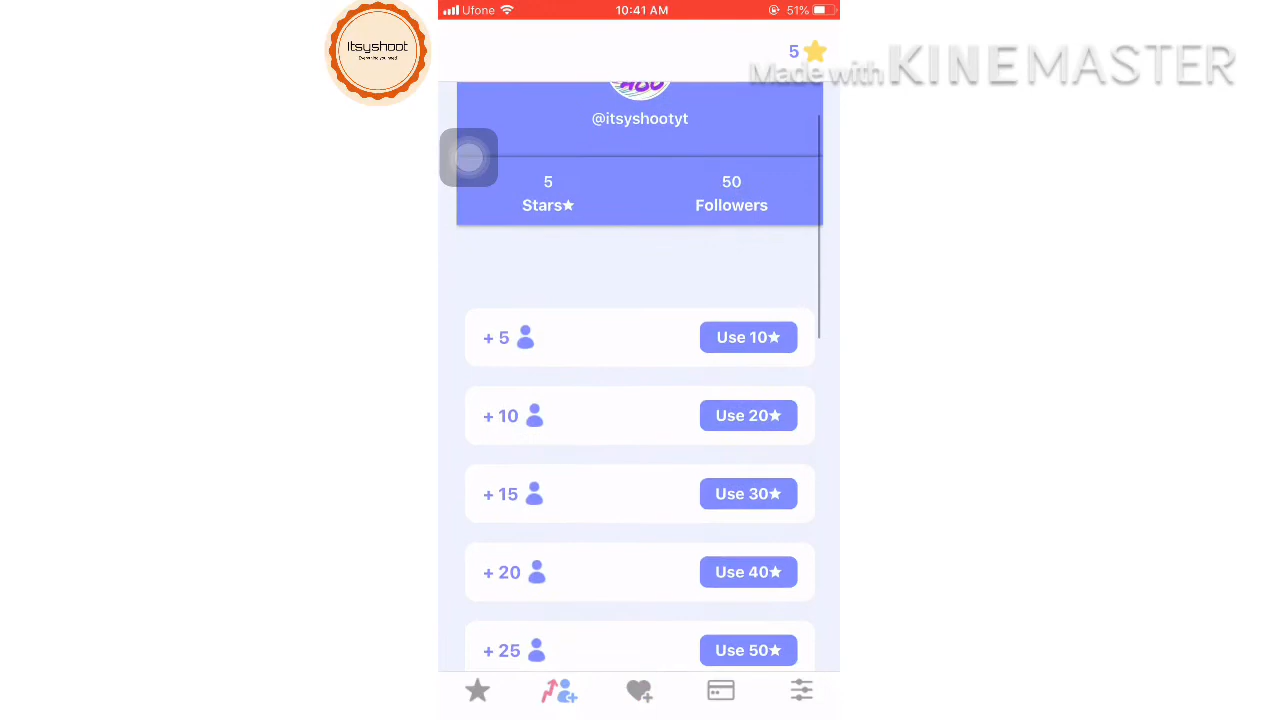 Itsyshoot
Ufone
10:41 AM
51%
5
Made with KINEMASTER
@itsyshootyt
5
Stars★
50
Followers
+ 5
Use 10★
+ 10
Use 20★
+ 15
Use 30★
+ 20
Use 40★
+ 25
Use 50★